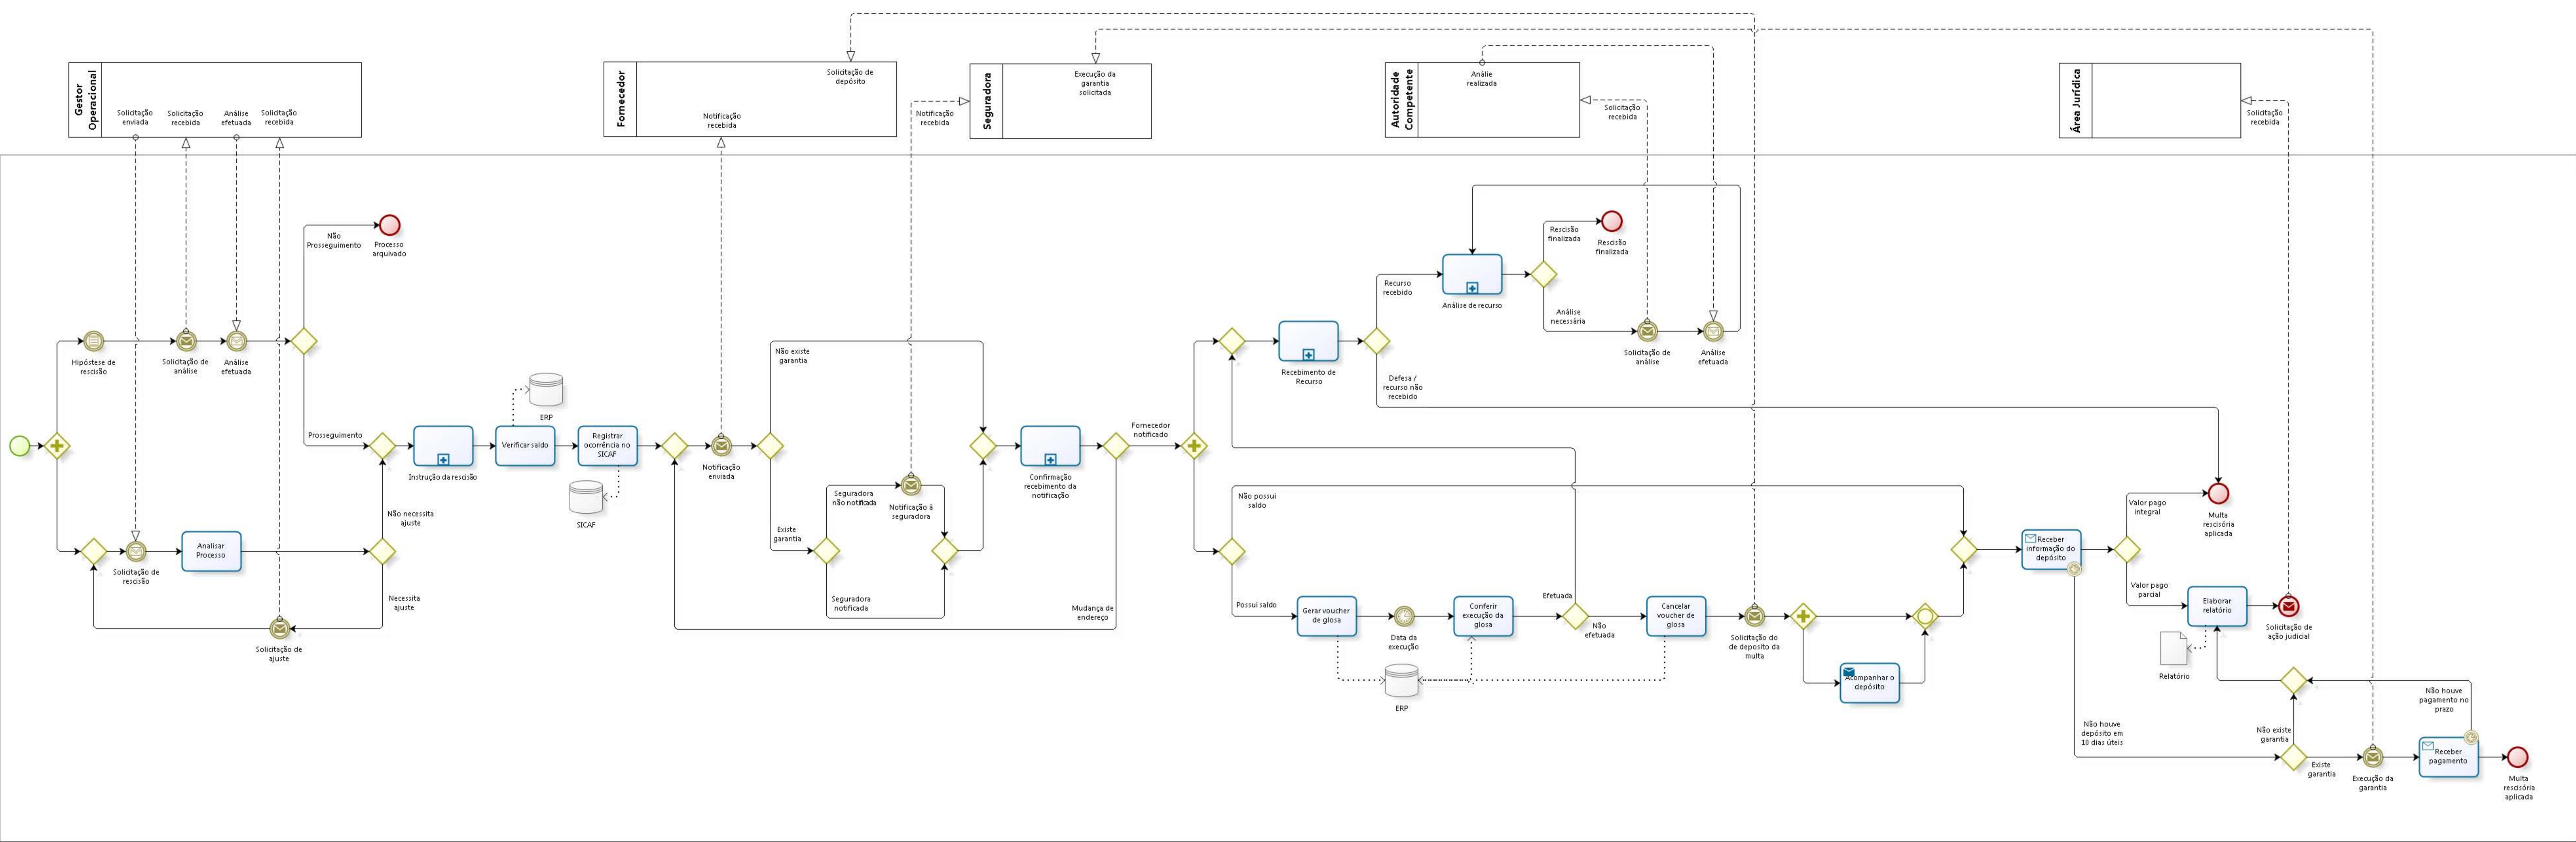 Gestor
Operacional
Solicitação
enviada
Solicitação
recebida
Análise
efetuada
Solicitação
recebida
Fornecedor
Notificação
recebida
Solicitação de
depósito
Notificação
recebida
Seguradora
Execução da
garantia
solicitada
Autoridade
Competente
Análie
realizada
Solicitação
recebida
Área Jurídica
Solicitação
recebida
Não
Prosseguimento
Processo
arquivado
Hipóstese de
rescisão
Solicitação de
análise
Análise
efetuada
Prosseguimento
Solicitação de
rescisão
Analisar
Processo
Não necessita
ajuste
Necessita
ajuste
Solicitação de
ajuste
Instrução da rescisão
Verificar saldo
ERP
Registrar
ocorrência no
SICAF
SICAF
Notificação
enviada
Não existe
garantia
Existe
garantia
Seguradora
não notificada
Notificação à
seguradora
Seguradora
notificada
Confirmação
recebimento da
notificação
Mudança de
endereço
Fornecedor
notificado
Recebimento de
Recurso
Recurso
recebido
Defesa /
recurso não
recebido
Análise de recurso
Rescisão
finalizada
Rescisão
finalizada
Análise
necessária
Solicitação de
análise
Análise
efetuada
Não possui
saldo
Possui saldo
Gerar voucher
de glosa
Data da
execução
Conferir
execução da
glosa
ERP
Efetuada
Não
efetuada
Cancelar
voucher de
glosa
Solicitação do
de deposito da
multa
Acompanhar o
depósito
Receber
informação do
depósito
Não houve
depósito em
10 dias úteis
Valor pago
integral
Multa
rescisória
aplicada
Valor pago
parcial
Elaborar
relatório
Relatório
Solicitação de
ação judicial
Não existe
garantia
Existe
garantia
Execução da
garantia
Não houve
pagamento no
prazo
Receber
pagamento
Multa
rescisória
aplicada